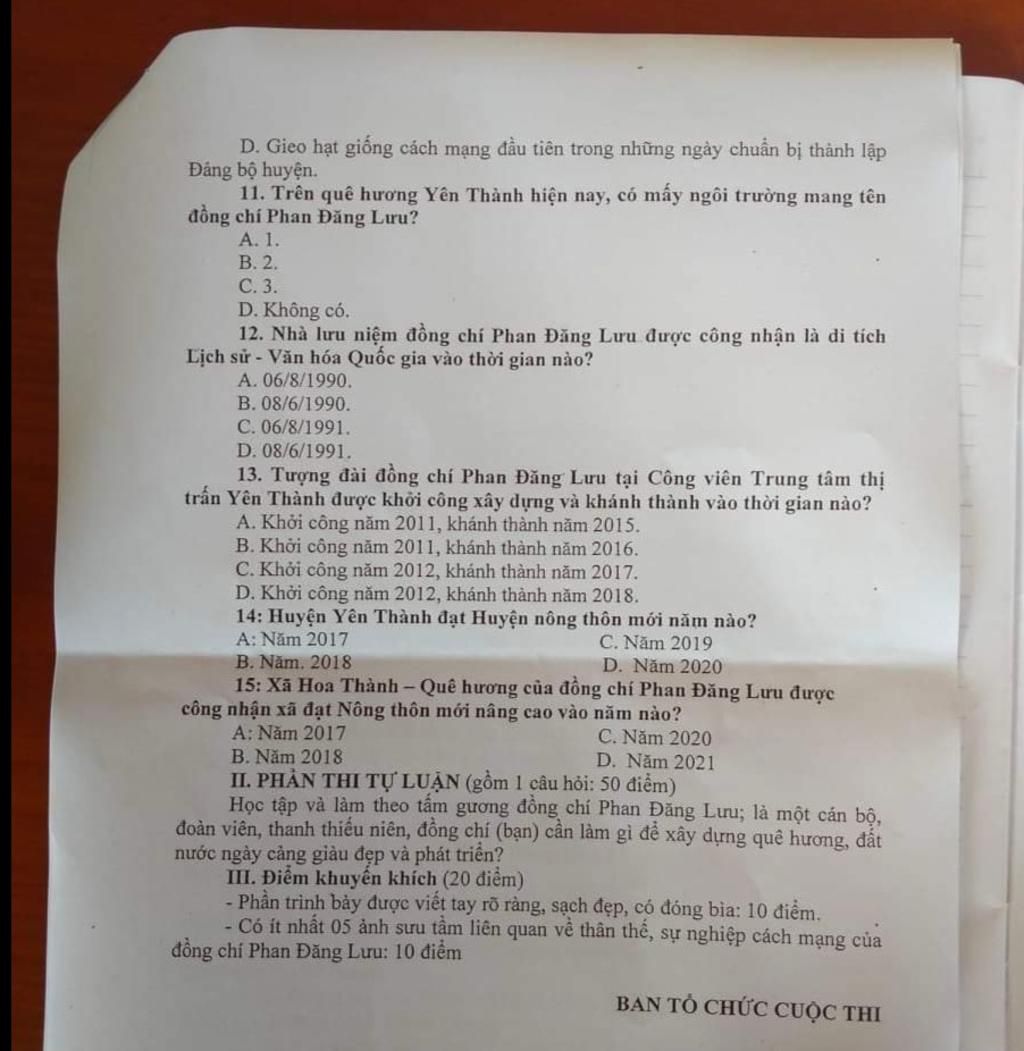 D. Gieo hạt giống cách mạng đầu tiên trong những ngày chuẩn bị thành lập
Đảng bộ huyện.
11. Trên quê hương Yên Thành hiện nay, có mấy ngôi trường mang tên
đồng chí Phan Đăng Lưu?
A. 1.
B. 2.
C. 3.
D. Không có.
12. Nhà lưu niệm đồng chí Phan Đăng Lưu được công nhận là di tích
Lịch sử - Văn hóa Quốc gia vào thời gian nào?
A. 06/8/1990.
B. 08/6/1990.
C. 06/8/1991.
D. 08/6/1991.
13. Tượng đài đồng chí Phan Đăng Lưu tại Công viên Trung tâm thị
trấn Yên Thành được khởi công xây dựng và khánh thành vào thời gian nào?
A. Khởi công năm 2011, khánh thành năm 2015.
B. Khởi công năm 2011, khánh thành năm 2016.
C. Khởi công năm 2012, khánh thành năm 2017.
D. Khởi công năm 2012, khánh thành năm 2018.
14: Huyện Yên Thành đạt Huyện nông thôn mới năm nào?
A: Năm 2017 C. Năm 2019
B. Năm. 2018 D. Năm 2020
15: Xã Hoa Thành – Quê hương của đồng chí Phan Đăng Lưu được
công nhận xã đạt Nông thôn mới nâng cao vào năm nào?
A: Năm 2017 C. Năm 2020
B. Năm 2018 D. Năm 2021
II. PHẦN THI TỰ LUẬN (gồm 1 câu hỏi: 50 điểm)
Học tập và làm theo tấm gương đồng chí Phan Đăng Lưu; là một cán bộ,
đoàn viên, thanh thiếu niên, đồng chí (bạn) cần làm gì để xây dựng quê hương, đất
nước ngày càng giàu đẹp và phát triển?
III. Điểm khuyến khích (20 điểm)
- Phần trình bày được viết tay rõ ràng, sạch đẹp, có đóng bìa: 10 điểm.
- Có ít nhất 05 ảnh sưu tầm liên quan về thân thế, sự nghiệp cách mạng của
đồng chí Phan Đăng Lưu: 10 điểm
BAN TỔ CHỨC CUỘC THI